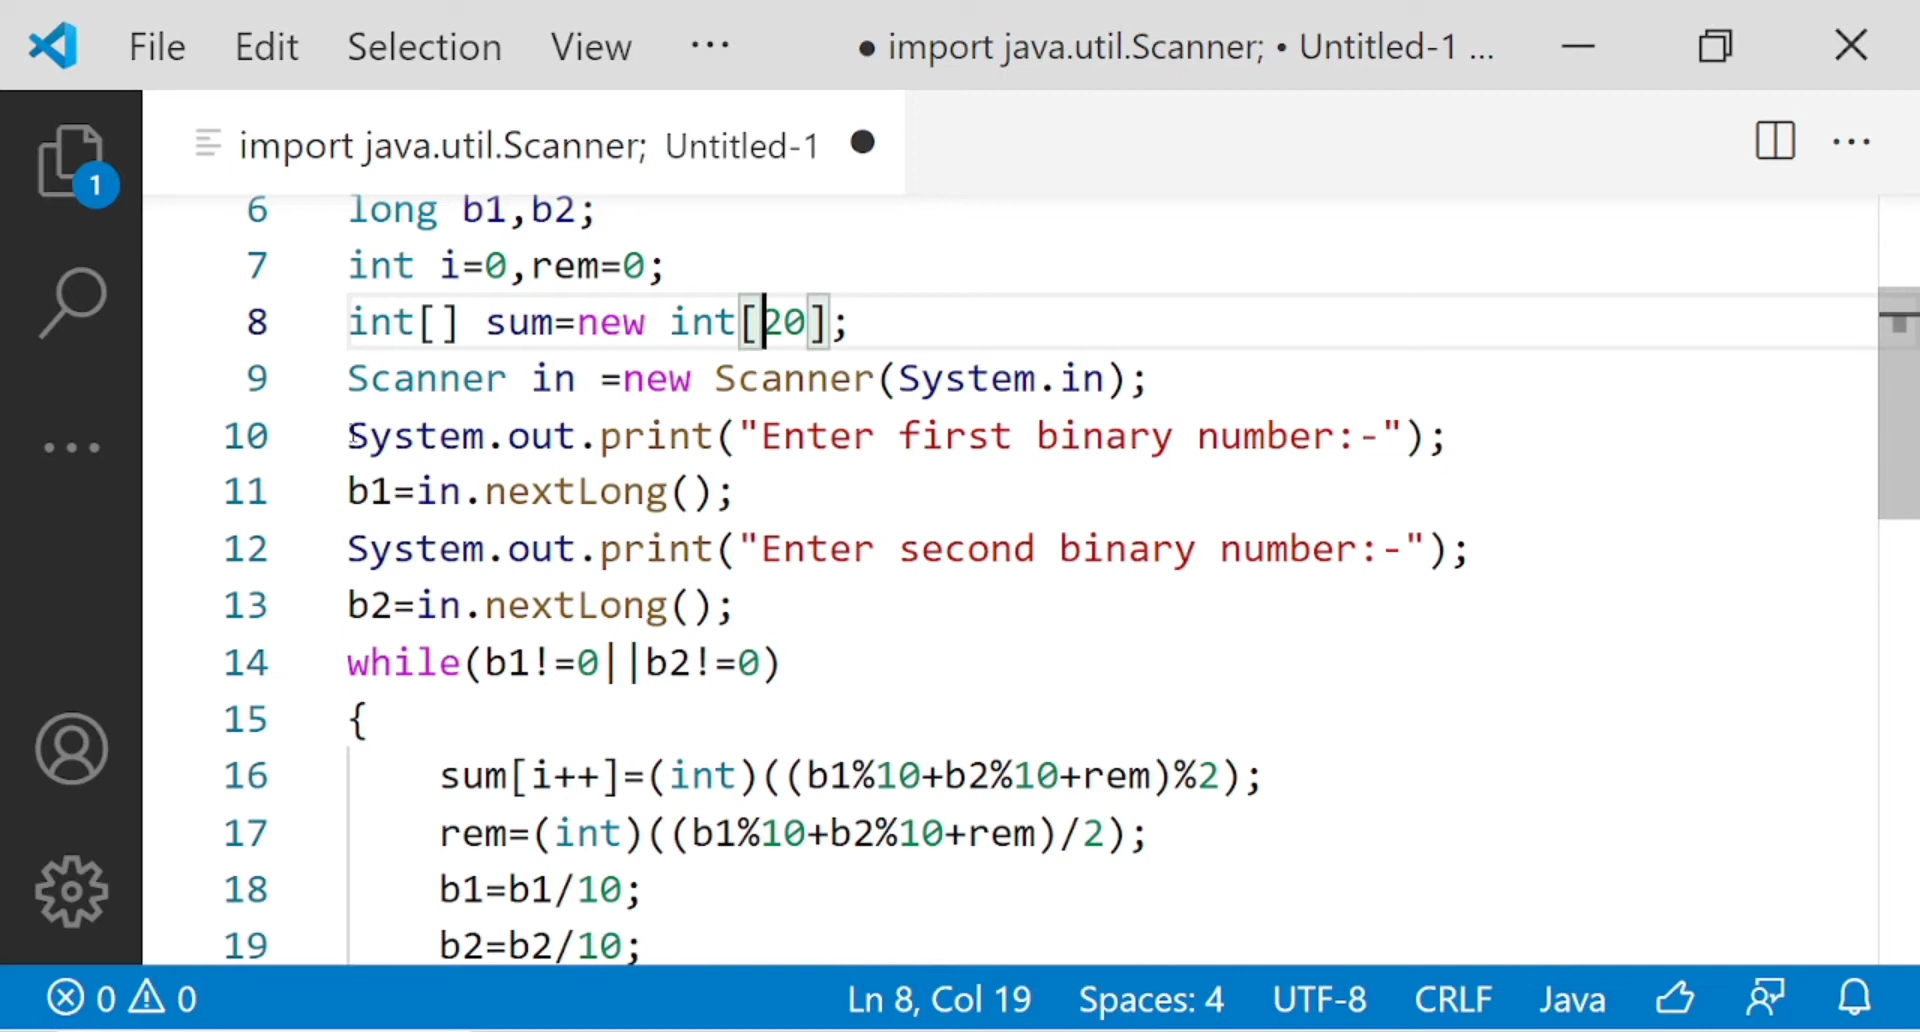 File Edit Selection View ··· ● import java.util.Scanner; • Untitled-1 ...
import java.util.Scanner; Untitled-1 ●
1
6 long b1,b2;
7 int i=0,rem=0;
8 int[] sum=new int[20];
9 Scanner in =new Scanner(System.in);
10 System.out.print("Enter first binary number:-");
11 b1=in.nextLong();
12 System.out.print("Enter second binary number:-");
13 b2=in.nextLong();
14 while(b1!=0||b2!=0)
15 {
16 sum[i++]=(int)((b1%10+b2%10+rem)%2);
17 rem=(int)((b1%10+b2%10+rem)/2);
18 b1=b1/10;
19 b2=b2/10;
0 0 Ln 8, Col 19 Spaces: 4 UTF-8 CRLF Java